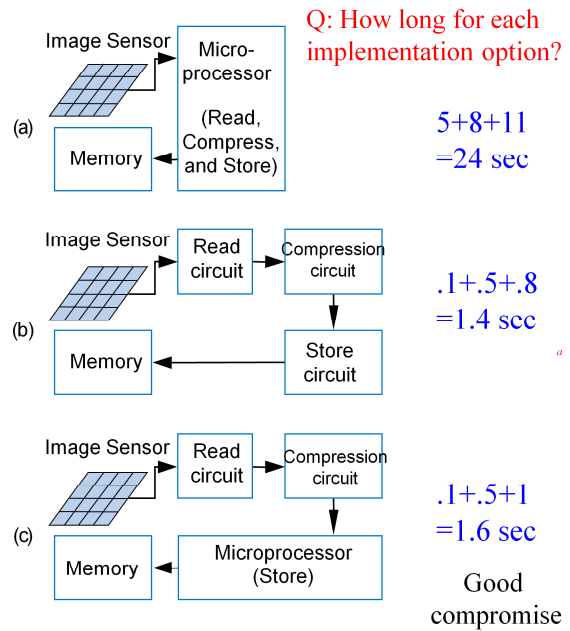 Q: How long for each
implementation option?
Image Sensor
Micro-
processor
(Read,
Compress,
and Store)
(a)
Memory
5+8+11
=24 sec
Image Sensor
Read
circuit
Compression
circuit
(b)
Memory
Store
circuit
.1+.5+.8
=1.4 sec
a
Image Sensor
Read
circuit
Compression
circuit
(c)
Memory
Microprocessor
(Store)
.1+.5+1
=1.6 sec
Good
compromise